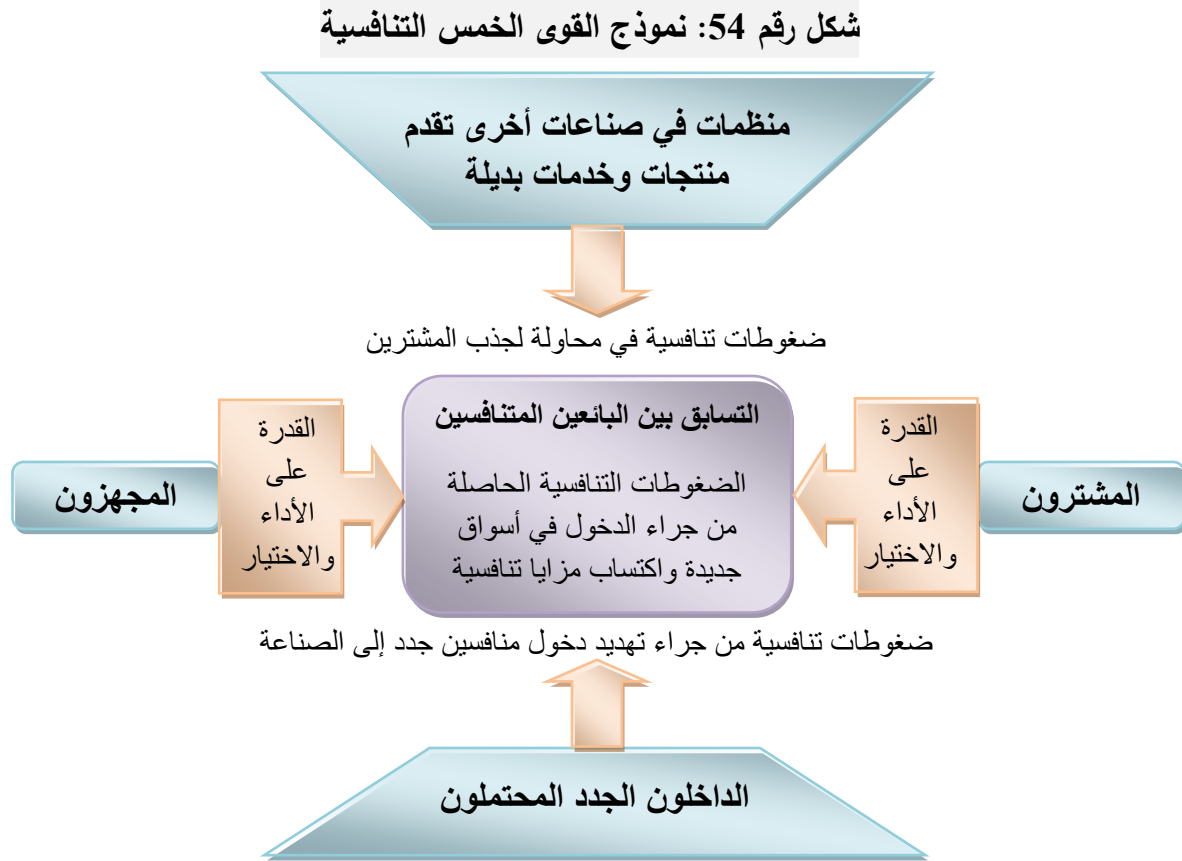 شكل رقم 54: نموذج القوى الخمس التنافسية
منظمات في صناعات أخرى تقدم
منتجات وخدمات بديلة
ضغوطات تنافسية في محاولة لجذب المشترين
المشترون
القدرة
على
الأداء
والاختيار
التسابق بين البائعين المتنافسين
الضغوطات التنافسية الحاصلة
من جراء الدخول في أسواق
جديدة واكتساب مزايا تنافسية
القدرة
على
الأداء
والاختيار
المجهزون
ضغوطات تنافسية من جراء تهديد دخول منافسين جدد إلى الصناعة
الداخلون الجدد المحتملون